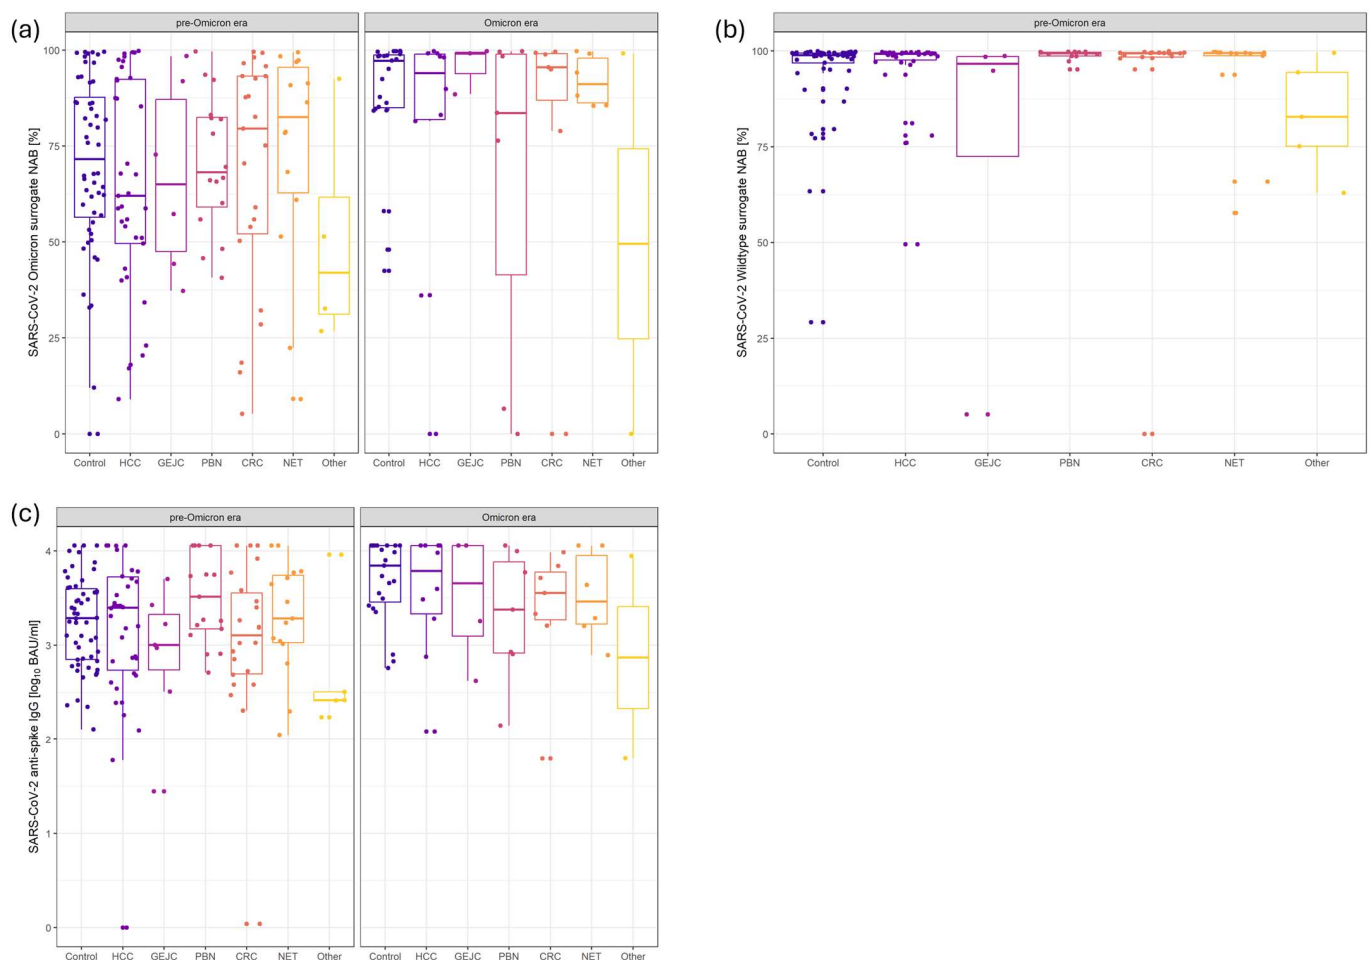 (a)
pre-Omicron era
Omicron era
SARS-CoV-2 Omicron surrogate NAB [%]
100
75
50
25
0
Control HCC GEJC PBN CRC NET Other
Control HCC GEJC PBN CRC NET Other
(b)
pre-Omicron era
SARS-CoV-2 Wildtype surrogate NAB [%]
100
75
50
25
0
Control HCC GEJC PBN CRC NET Other
(c)
pre-Omicron era
Omicron era
SARS-CoV-2 anti-spike IgG [log₁₀ BAU/ml]
4
3
2
1
0
Control HCC GEJC PBN CRC NET Other
Control HCC GEJC PBN CRC NET Other